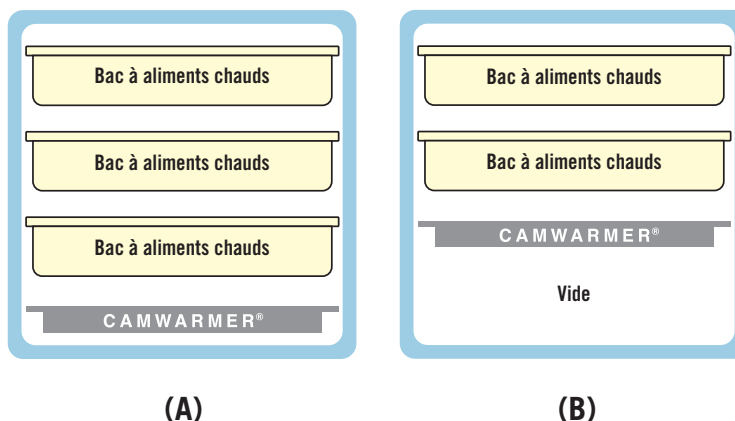 Bac à aliments chauds
Bac à aliments chauds
Bac à aliments chauds
CAMWARMER®
(A)
Bac à aliments chauds
Bac à aliments chauds
CAMWARMER®
Vide
(B)